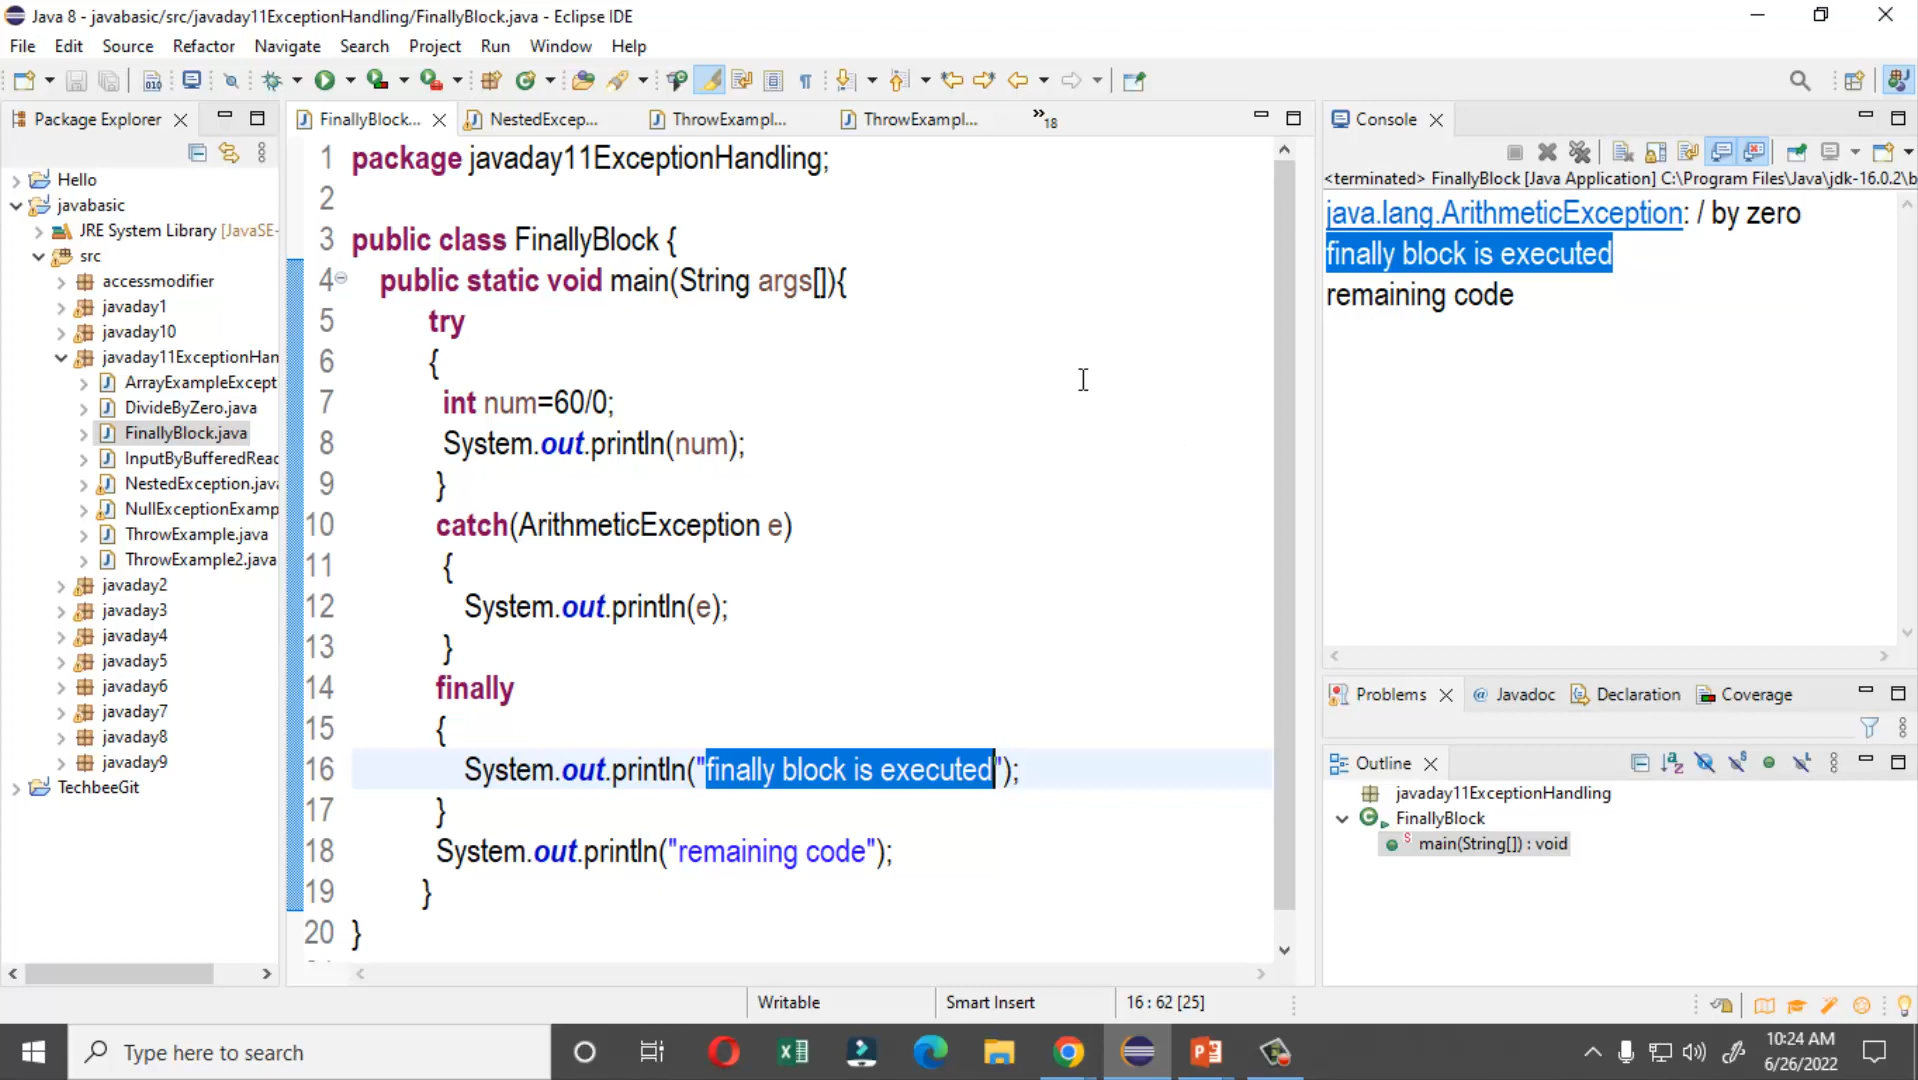 Java 8 - javabasic/src/javaday11ExceptionHandling/FinallyBlock.java - Eclipse IDE
File Edit Source Refactor Navigate Search Project Run Window Help
Package Explorer
Hello
javabasic
JRE System Library [JavaSE-
src
accessmodifier
javaday1
javaday10
javaday11ExceptionHan
ArrayExampleExcept
DivideByZero.java
FinallyBlock.java
InputByBufferedReac
NestedException.java
NullExceptionExamp
ThrowExample.java
ThrowExample2.java
javaday2
javaday3
javaday4
javaday5
javaday6
javaday7
javaday8
javaday9
TechbeeGit
FinallyBlock... NestedExcep... ThrowExampl... ThrowExampl... »18
1 package javaday11ExceptionHandling;
2
3 public class FinallyBlock {
4 public static void main(String args[]){
5 try
6 {
7 int num=60/0;
8 System.out.println(num);
9 }
10 catch(ArithmeticException e)
11 {
12 System.out.println(e);
13 }
14 finally
15 {
16 System.out.println("finally block is executed");
17 }
18 System.out.println("remaining code");
19 }
20 }
Console
<terminated> FinallyBlock [Java Application] C:\Program Files\Java\jdk-16.0.2\b
java.lang.ArithmeticException: / by zero
finally block is executed
remaining code
Problems Javadoc Declaration Coverage
Outline
javaday11ExceptionHandling
FinallyBlock
main(String[]) : void
Writable Smart Insert 16 : 62 [25]
Type here to search
10:24 AM
6/26/2022